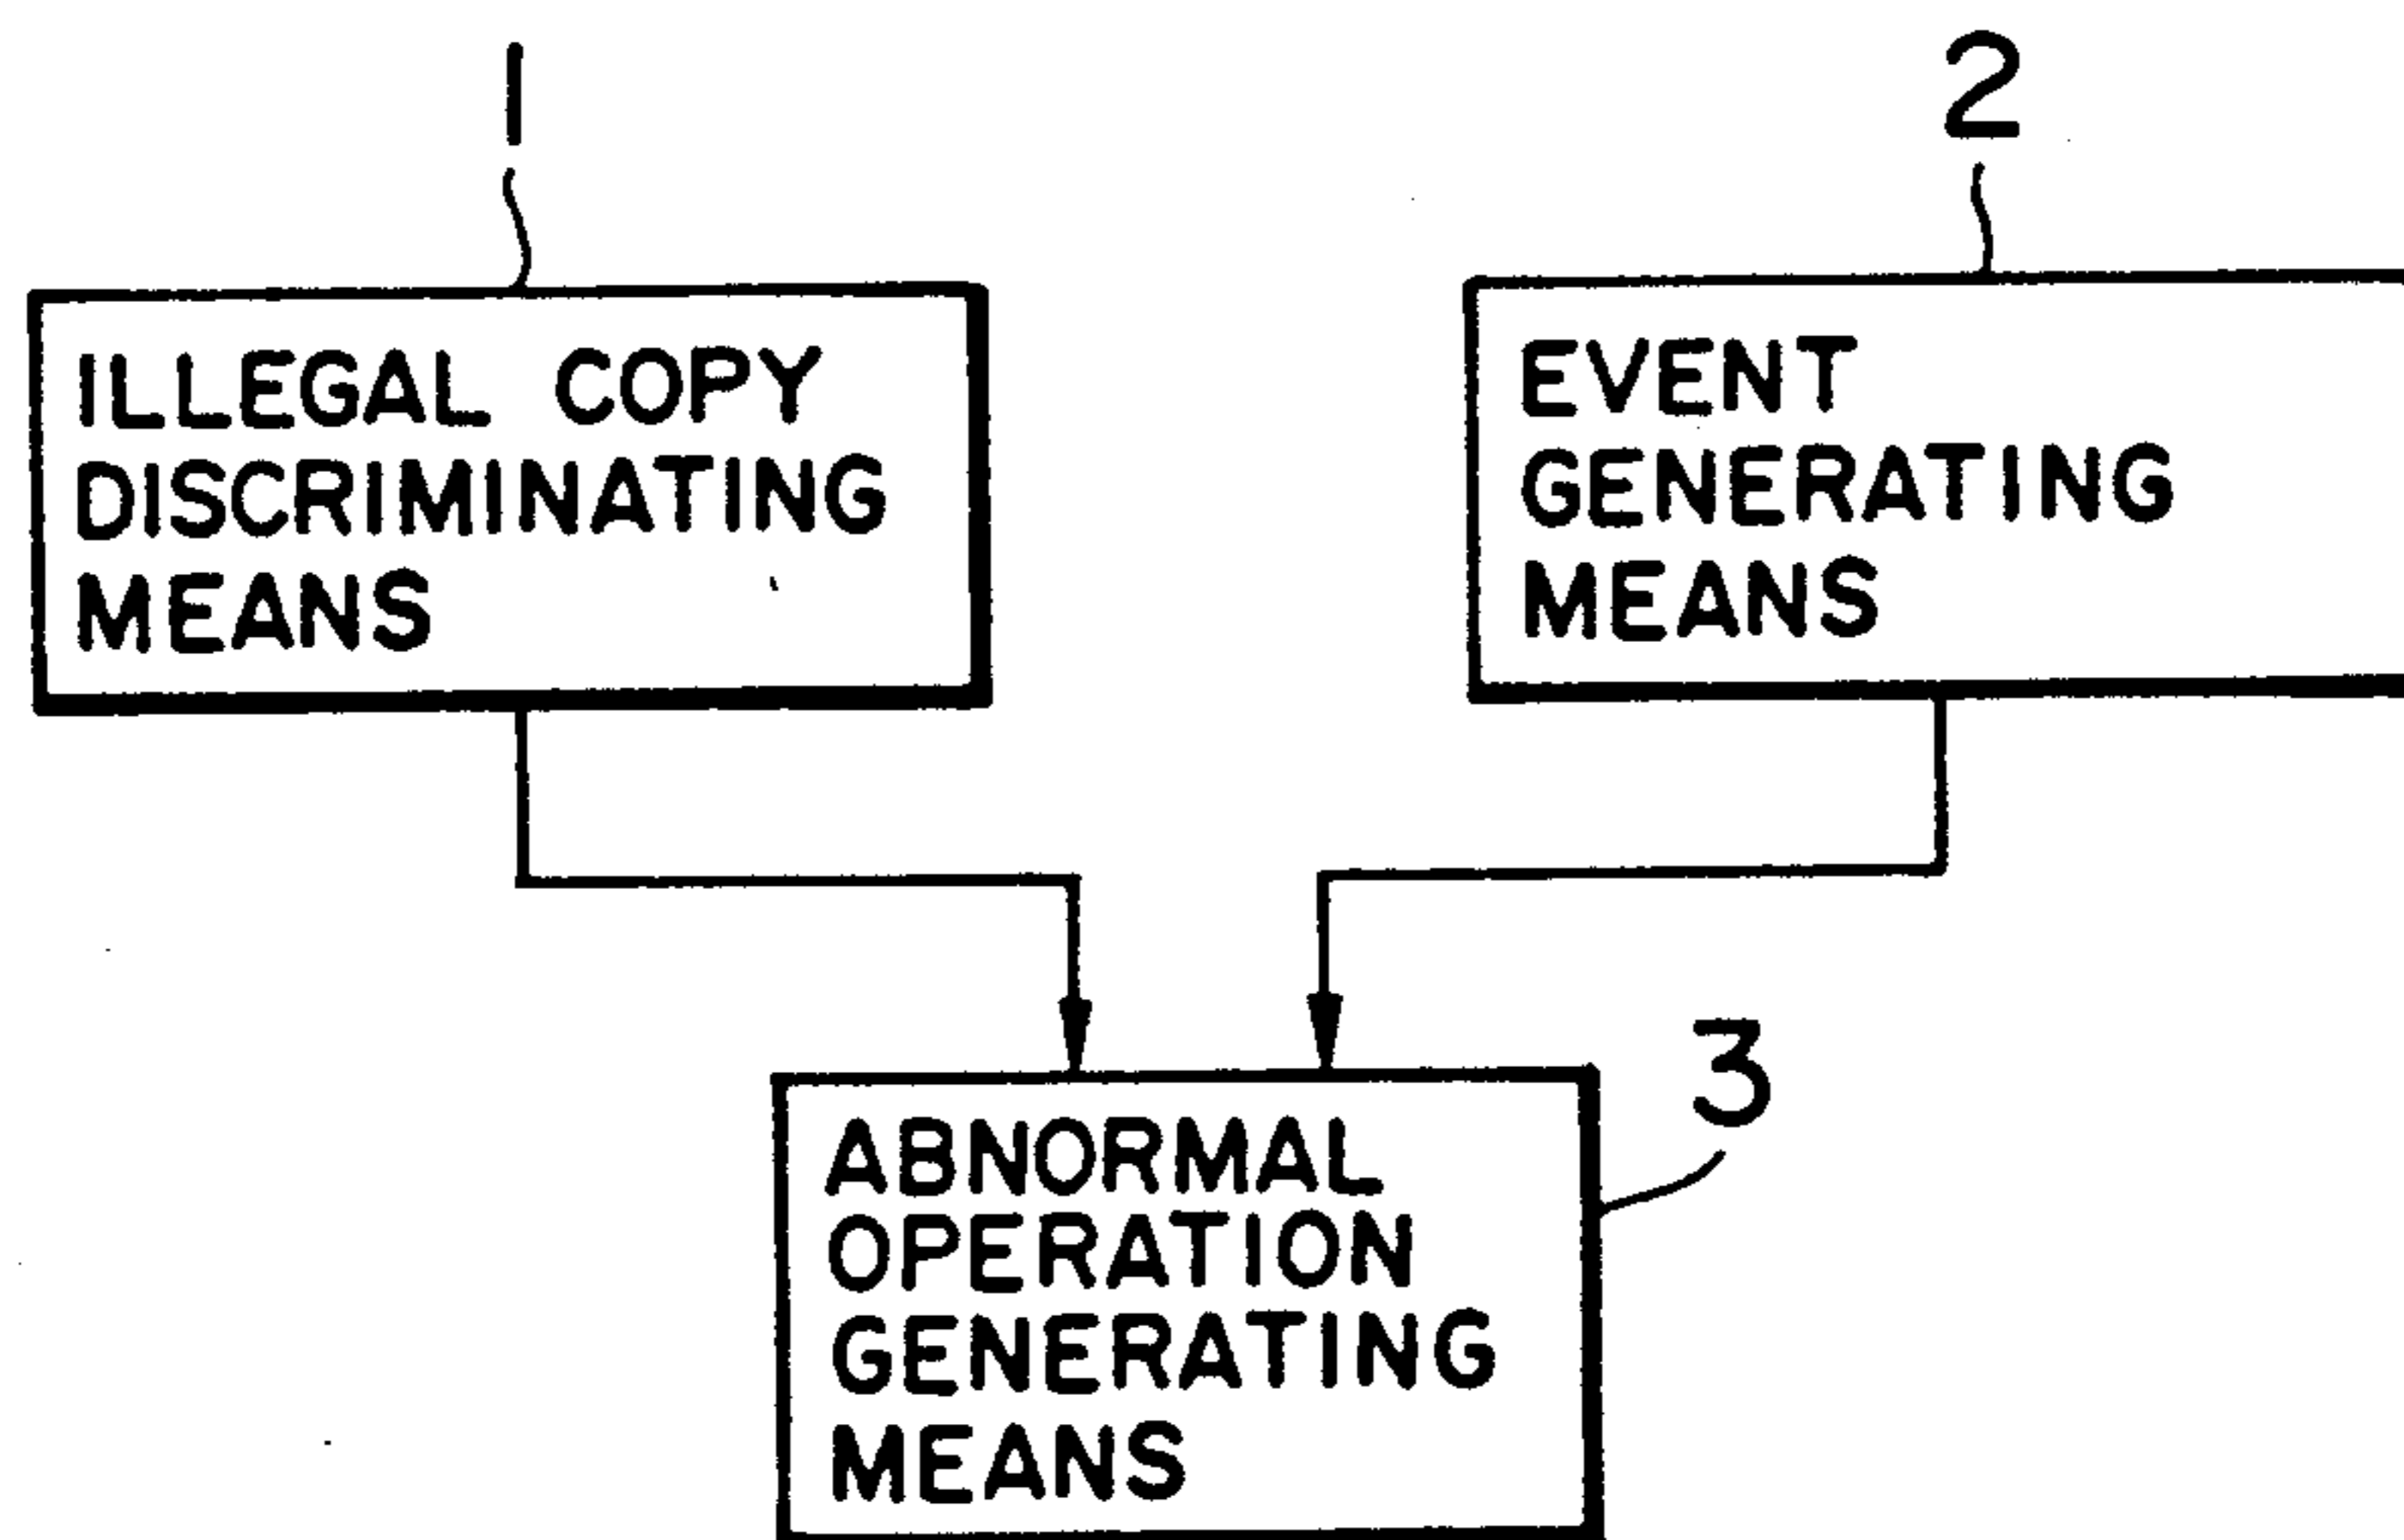 1
2
ILLEGAL COPY
DISCRIMINATING
MEANS
EVENT
GENERATING
MEANS
3
ABNORMAL
OPERATION
GENERATING
MEANS